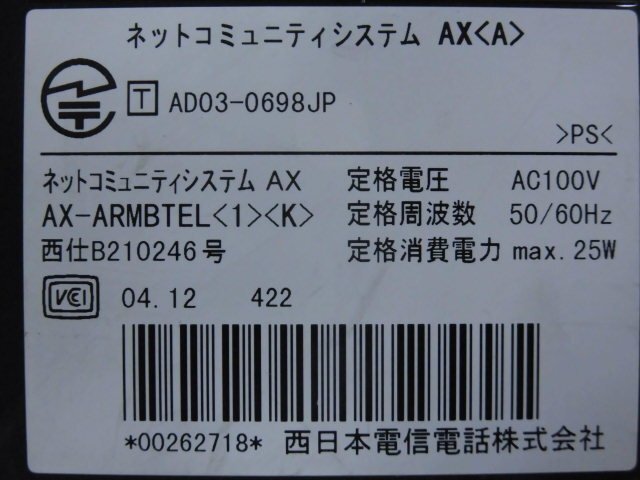 ネットコミュニティシステム AX<A>
T AD03-0698JP
>PS<
ネットコミュニティシステム AX 定格電圧 AC100V
AX-ARMBTEL<1><K> 定格周波数 50/60Hz
西仕B210246号 定格消費電力 max.25W
VCI 04.12 422
*00262718* 西日本電信電話株式会社